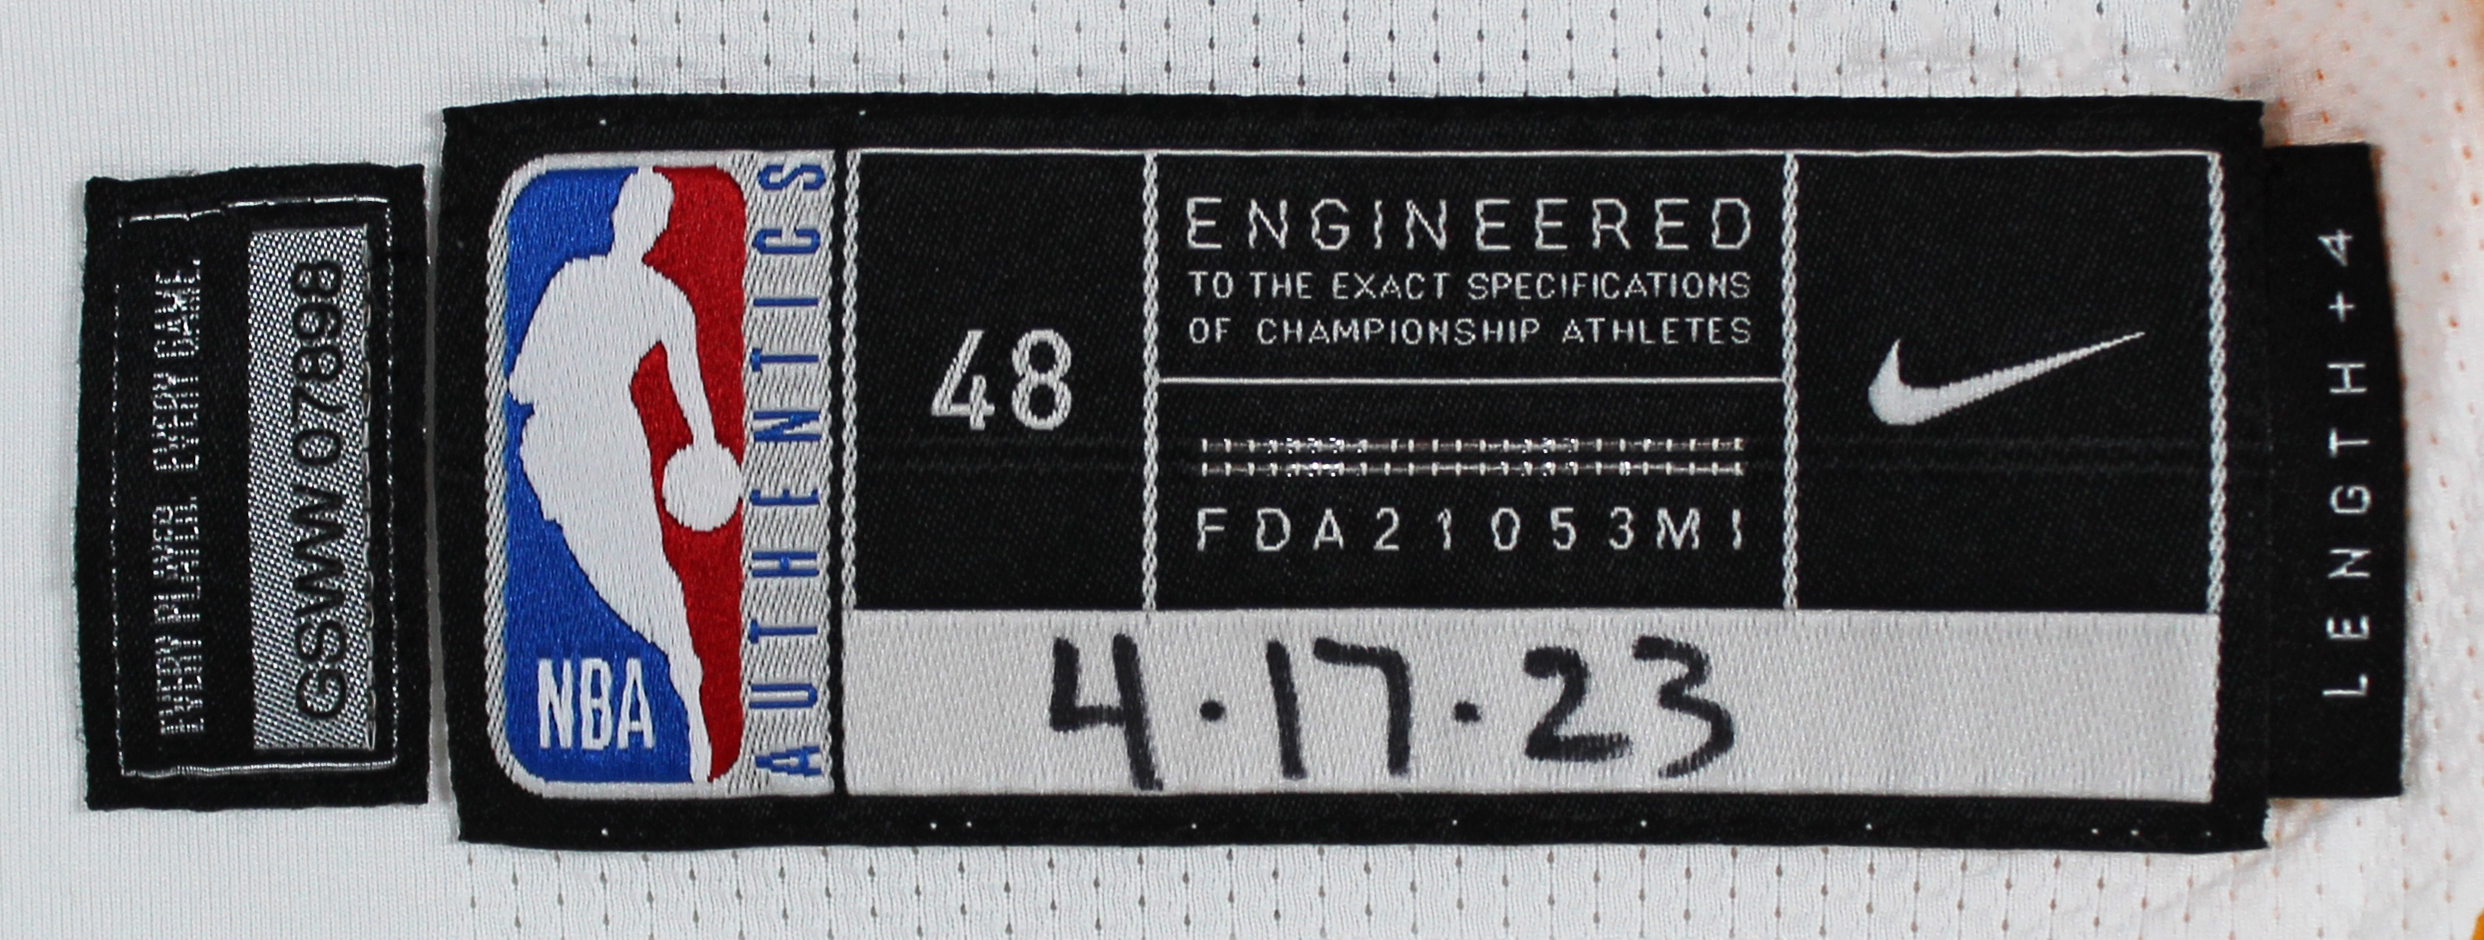 EVERY PLAYER. EVERY GAME.
GSWW07898
NBA
AUTHENTICS
48
ENGINEERED
TO THE EXACT SPECIFICATIONS
OF CHAMPIONSHIP ATHLETES
FDA21053MI
4·17·23
LENGTH +4